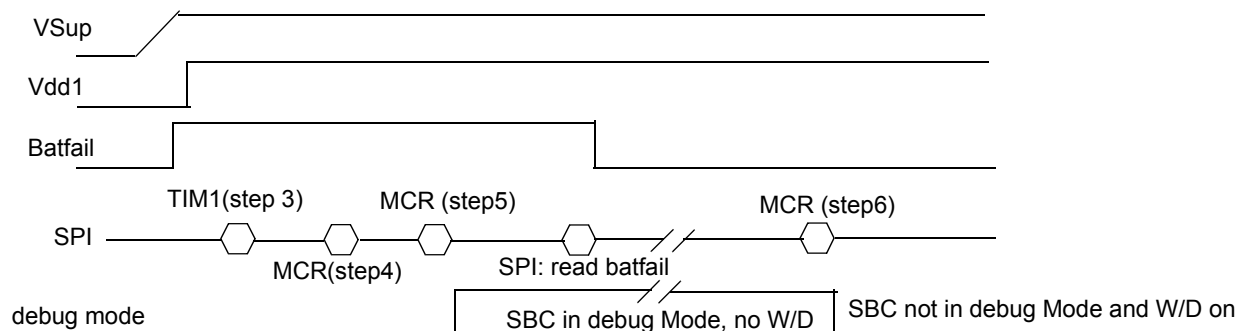 VSup
Vdd1
Batfail
TIM1(step 3)
MCR (step5)
MCR (step6)
SPI
MCR(step4)
SPI: read batfail
debug mode
SBC in debug Mode, no W/D
SBC not in debug Mode and W/D on